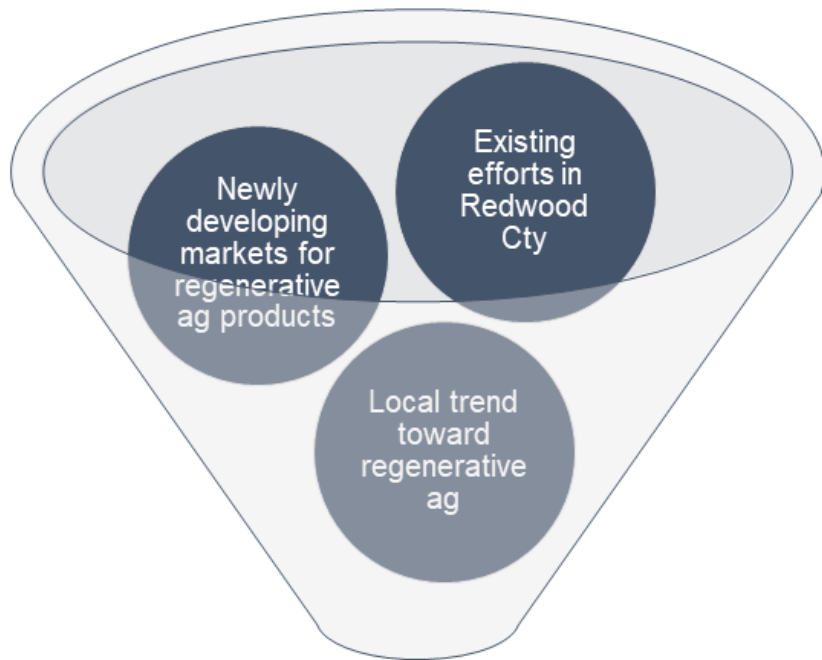 Existing
efforts in
Redwood
Cty
Newly
developing
markets for
regenerative
ag products
Local trend
toward
regenerative
ag